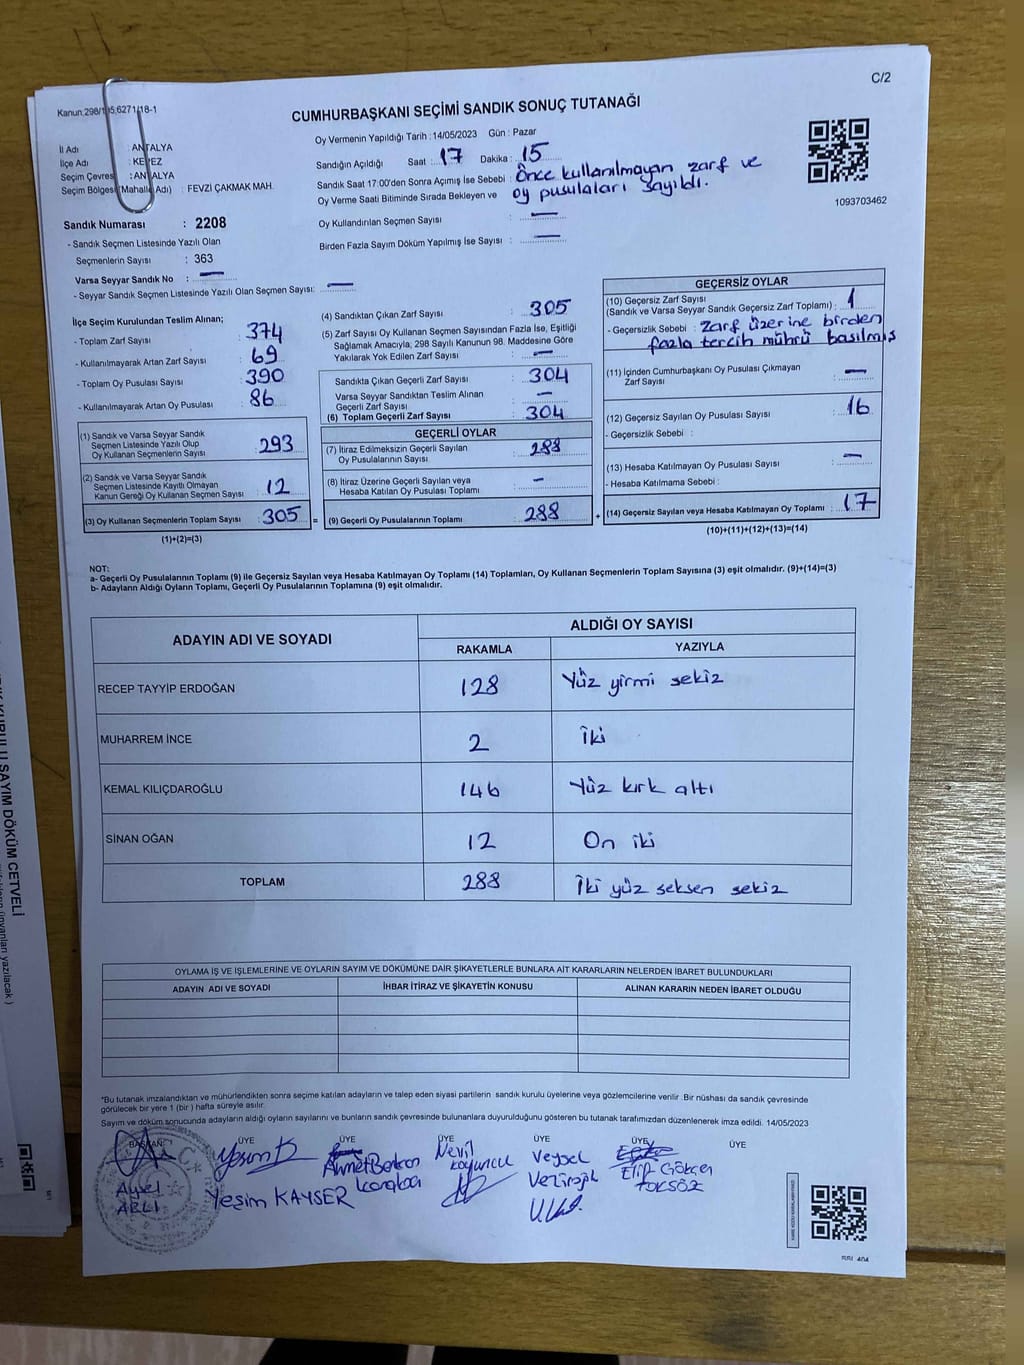 C/2
Kanun:298/105;6271/18-1
CUMHURBAŞKANI SEÇİMİ SANDIK SONUÇ TUTANAĞI
İl Adı : ANTALYA
İlçe Adı : KEPEZ
Seçim Çevresi : ANTALYA
Seçim Bölgesi (Mahalle Adı) : FEVZİ ÇAKMAK MAH.
Sandık Numarası : 2208
- Sandık Seçmen Listesinde Yazılı Olan
Seçmenlerin Sayısı : 363
Varsa Seyyar Sandık No : —
- Seyyar Sandık Seçmen Listesinde Yazılı Olan Seçmen Sayısı: —
Oy Vermenin Yapıldığı Tarih : 14/05/2023 Gün : Pazar
Sandığın Açıldığı Saat : 17 Dakika : 15
Sandık Saat 17:00'den Sonra Açımış İse Sebebi : Önce kullanılmayan zarf ve
Oy Verme Saati Bitiminde Sırada Bekleyen ve oy pusulaları sayıldı.
Oy Kullandırılan Seçmen Sayısı : —
Birden Fazla Sayım Döküm Yapılmış İse Sayısı : —
1093703462
İlçe Seçim Kurulundan Teslim Alınan;
- Toplam Zarf Sayısı : 374
- Kullanılmayarak Artan Zarf Sayısı : 69
- Toplam Oy Pusulası Sayısı : 390
- Kullanılmayarak Artan Oy Pusulası : 86
(1) Sandık ve Varsa Seyyar Sandık
Seçmen Listesinde Yazılı Olup
Oy Kullanan Seçmenlerin Sayısı : 293
(2) Sandık ve Varsa Seyyar Sandık
Seçmen Listesinde Kayıtlı Olmayan
Kanun Gereği Oy Kullanan Seçmen Sayısı : 12
(3) Oy Kullanan Seçmenlerin Toplam Sayısı : 305 =
(1)+(2)=(3)
(4) Sandıktan Çıkan Zarf Sayısı : 305
(5) Zarf Sayısı Oy Kullanan Seçmen Sayısından Fazla İse, Eşitliği
Sağlamak Amacıyla, 298 Sayılı Kanunun 98. Maddesine Göre
Yakılarak Yok Edilen Zarf Sayısı : —
Sandıkta Çıkan Geçerli Zarf Sayısı : 304
Varsa Seyyar Sandıktan Teslim Alınan
Geçerli Zarf Sayısı : —
(6) Toplam Geçerli Zarf Sayısı : 304
GEÇERLİ OYLAR
(7) İtiraz Edilmeksizin Geçerli Sayılan
Oy Pusulalarının Sayısı : 288
(8) İtiraz Üzerine Geçerli Sayılan veya
Hesaba Katılan Oy Pusulası Toplamı : —
(9) Geçerli Oy Pusulalarının Toplamı : 288 +
GEÇERSİZ OYLAR
(10) Geçersiz Zarf Sayısı
(Sandık ve Varsa Seyyar Sandık Geçersiz Zarf Toplamı) : 1
- Geçersizlik Sebebi : Zarf üzerine birden
fazla tercih mührü basılmış
(11) İçinden Cumhurbaşkanı Oy Pusulası Çıkmayan
Zarf Sayısı : —
(12) Geçersiz Sayılan Oy Pusulası Sayısı : 16
- Geçersizlik Sebebi :
(13) Hesaba Katılmayan Oy Pusulası Sayısı : —
- Hesaba Katılmama Sebebi :
(14) Geçersiz Sayılan veya Hesaba Katılmayan Oy Toplamı : 17
(10)+(11)+(12)+(13)=(14)
NOT:
a- Geçerli Oy Pusulalarının Toplamı (9) ile Geçersiz Sayılan veya Hesaba Katılmayan Oy Toplamı (14) Toplamları, Oy Kullanan Seçmenlerin Toplam Sayısına (3) eşit olmalıdır. (9)+(14)=(3)
b- Adayların Aldığı Oyların Toplamı, Geçerli Oy Pusulalarının Toplamına (9) eşit olmalıdır.
ADAYIN ADI VE SOYADI ALDIĞI OY SAYISI
RAKAMLA YAZIYLA
RECEP TAYYİP ERDOĞAN 128 Yüz yirmi sekiz
MUHARREM İNCE 2 İki
KEMAL KILIÇDAROĞLU 146 Yüz kırk altı
SİNAN OĞAN 12 On iki
TOPLAM 288 İki yüz seksen sekiz
OYLAMA İŞ VE İŞLEMLERİNE VE OYLARIN SAYIM VE DÖKÜMÜNE DAİR ŞİKAYETLERLE BUNLARA AİT KARARLARIN NELERDEN İBARET BULUNDUKLARI
ADAYIN ADI VE SOYADI İHBAR İTİRAZ VE ŞİKAYETİN KONUSU ALINAN KARARIN NEDEN İBARET OLDUĞU
*Bu tutanak imzalandıktan ve mühürlendikten sonra seçime katılan adayların ve talep eden siyasi partilerin sandık kurulu üyelerine veya gözlemcilerine verilir. Bir nüshası da sandık çevresinde
görülecek bir yere 1 (bir ) hafta süreyle asılır.
Sayım ve döküm sonucunda adayların aldığı oyların sayılarını ve bunların sandık çevresinde bulunanlara duyurulduğunu gösteren bu tutanak tarafımızdan düzenlenerek imza edildi. 14/05/2023
BAŞKAN ÜYE ÜYE ÜYE ÜYE ÜYE ÜYE
Aysel ARLI
Yeşim KAYSER
Ahmet Berkan
Nevil Koyuncu
Veysel
Elif Gökçen TOKSÖZ
KURULU SAYIM DÖKÜM CETVELİ